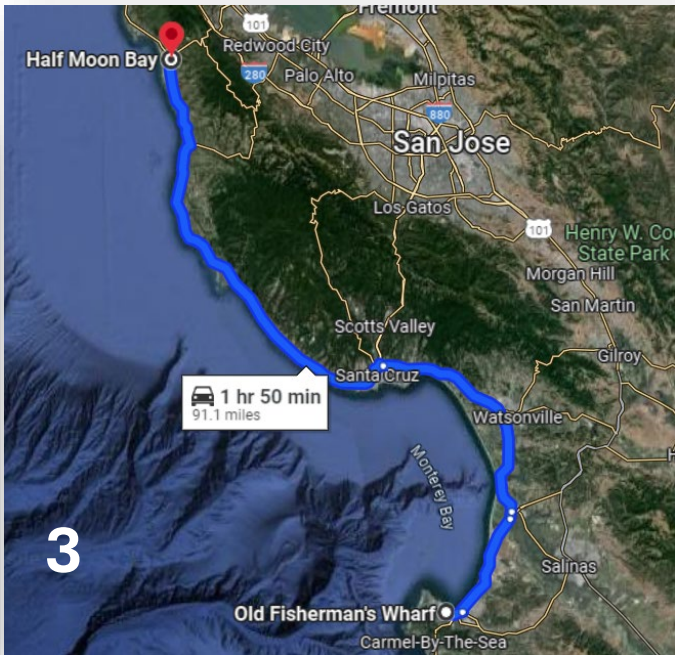 Fremont
101
Redwood City
Half Moon Bay
280
Palo Alto
Milpitas
880
San Jose
Los Gatos
101
Henry W. Co
State Park
Morgan Hill
San Martin
Scotts Valley
Gilroy
Santa Cruz
1 hr 50 min
91.1 miles
Watsonville
H
Monterey Bay
3
Salinas
Old Fisherman's Wharf
Carmel-By-The-Sea